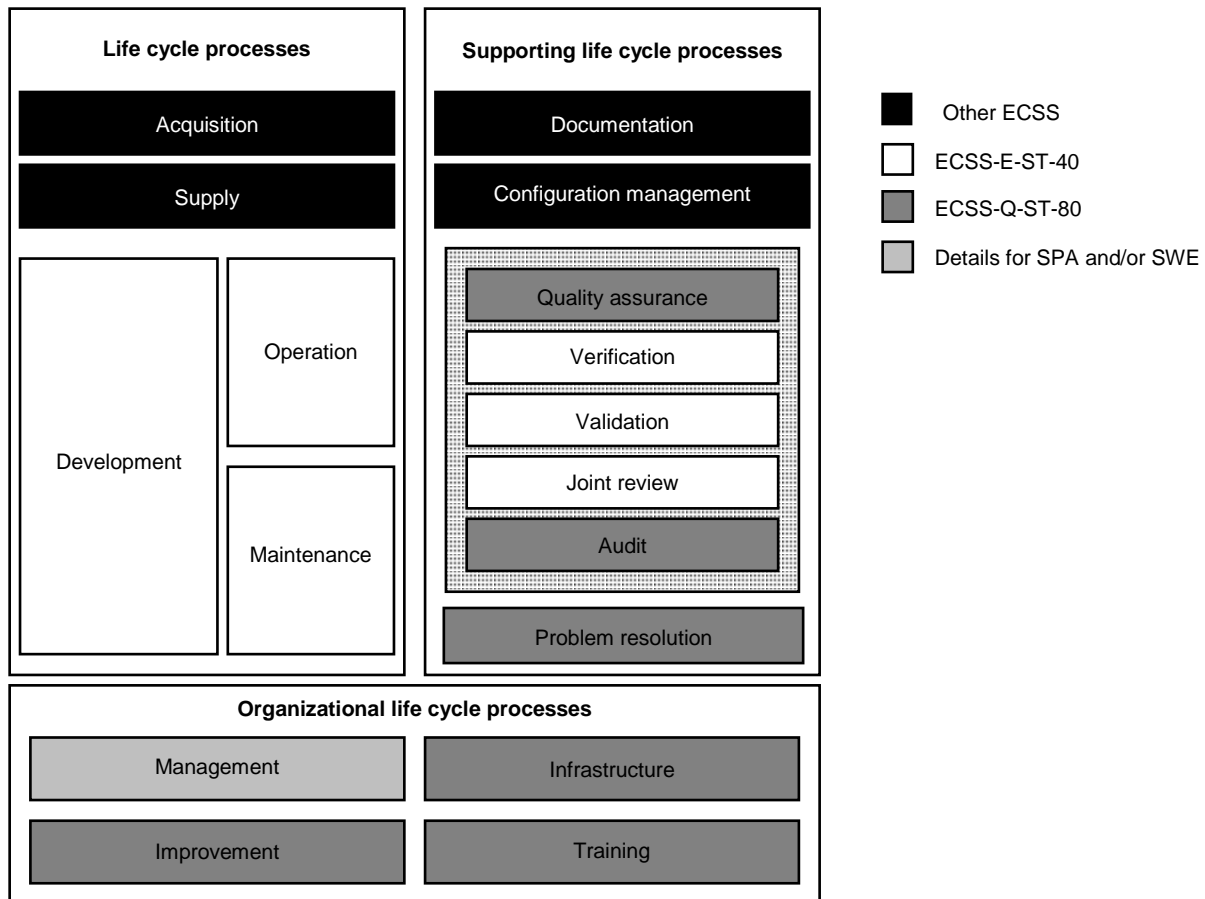 Life cycle processes
Acquisition
Supply
Development
Operation
Maintenance
Supporting life cycle processes
Documentation
Configuration management
Quality assurance
Verification
Validation
Joint review
Audit
Problem resolution
Other ECSS
ECSS-E-ST-40
ECSS-Q-ST-80
Details for SPA and/or SWE
Organizational life cycle processes
Management
Infrastructure
Improvement
Training